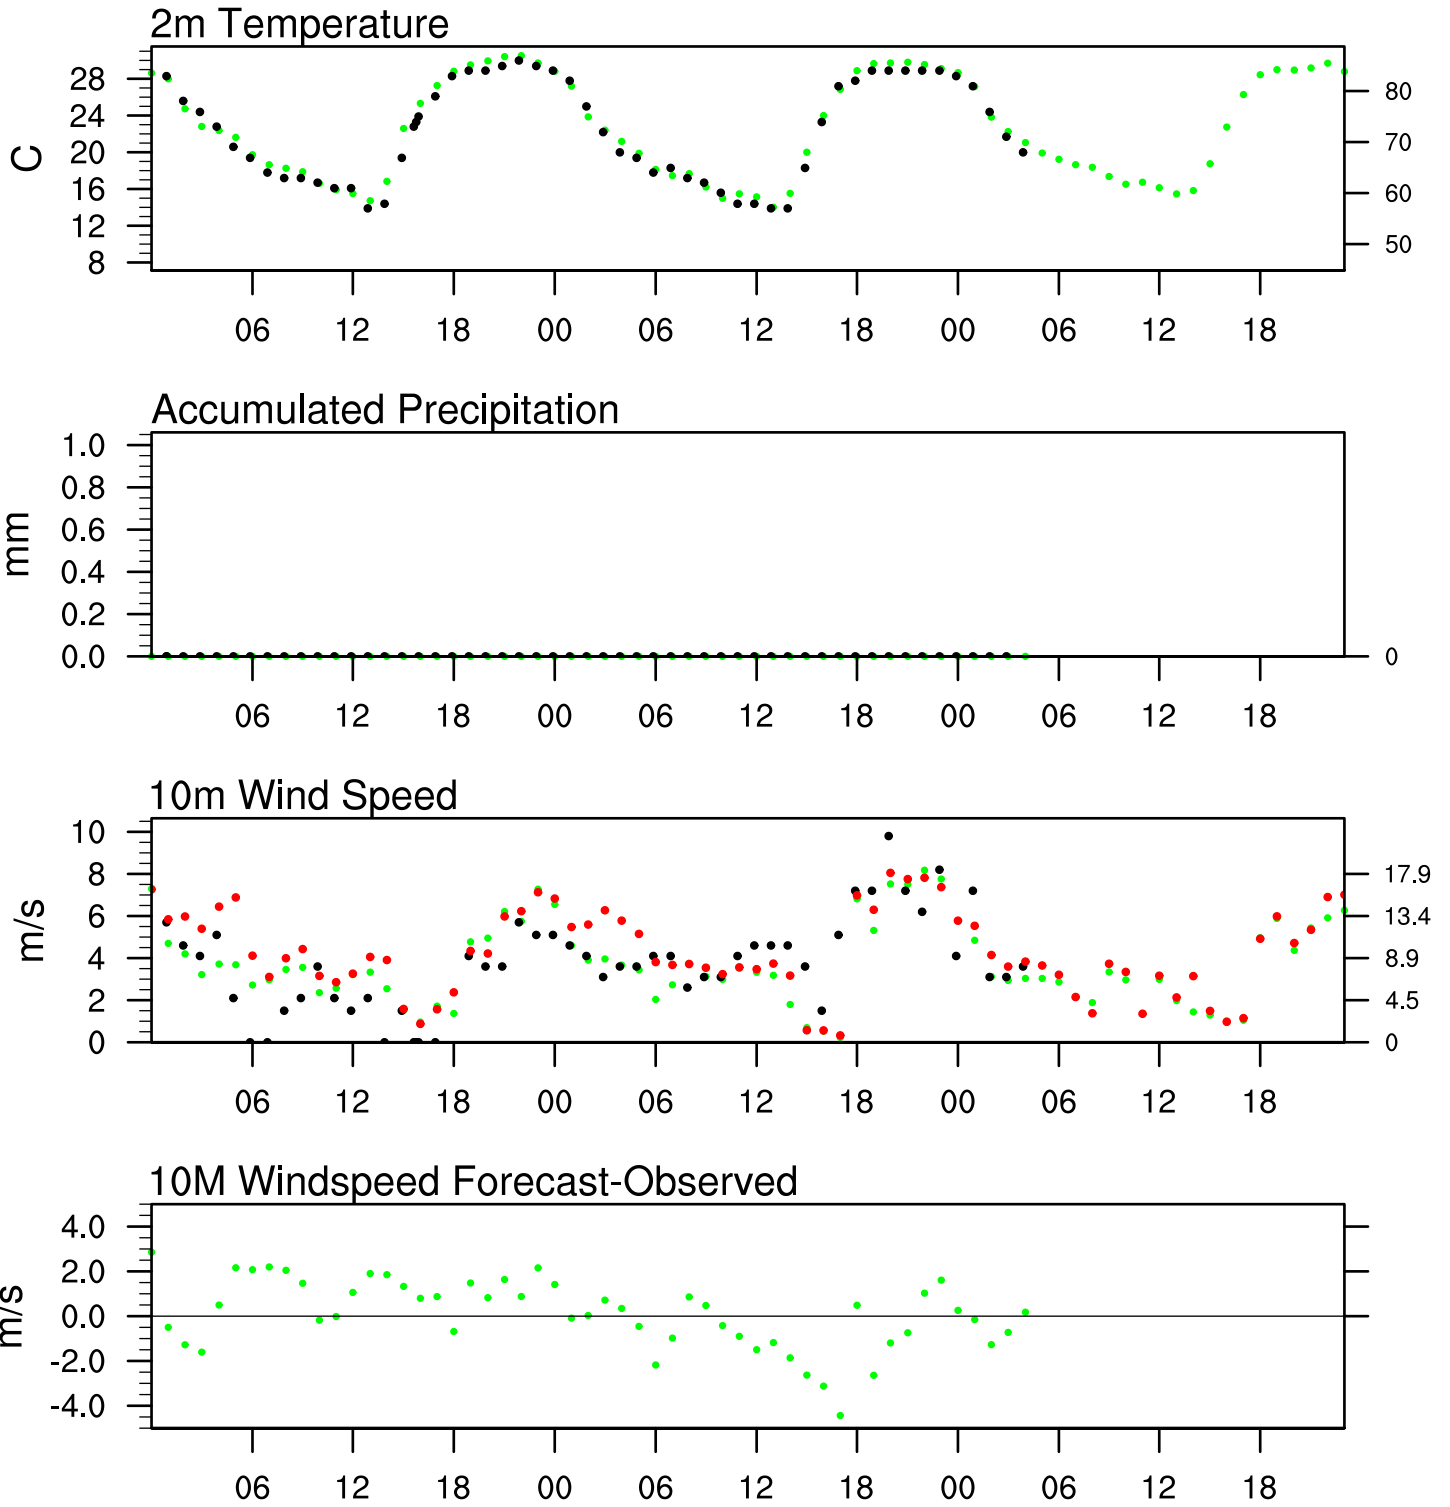 2m Temperature
28
24
20
16
12
8
C
80
70
60
50
06 12 18 00 06 12 18 00 06 12 18
Accumulated Precipitation
1.0
0.8
0.6
0.4
0.2
0.0
mm
0
06 12 18 00 06 12 18 00 06 12 18
10m Wind Speed
10
8
6
4
2
0
m/s
17.9
13.4
8.9
4.5
0
06 12 18 00 06 12 18 00 06 12 18
10M Windspeed Forecast-Observed
4.0
2.0
0.0
-2.0
-4.0
m/s
06 12 18 00 06 12 18 00 06 12 18